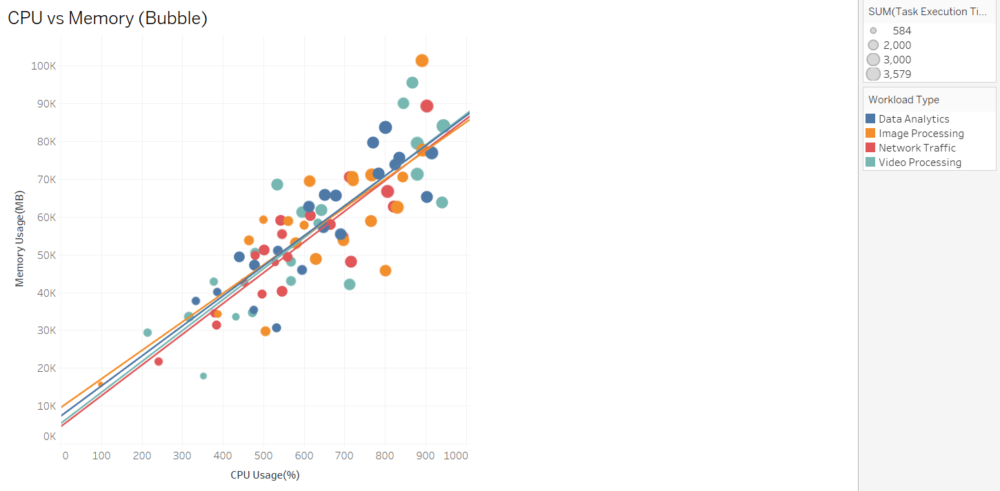 CPU vs Memory (Bubble)
SUM(Task Execution Ti...
584
2,000
3,000
3,579
Workload Type
Data Analytics
Image Processing
Network Traffic
Video Processing
Memory Usage(MB)
100K
90K
80K
70K
60K
50K
40K
30K
20K
10K
0K
0 100 200 300 400 500 600 700 800 900 1000
CPU Usage(%)